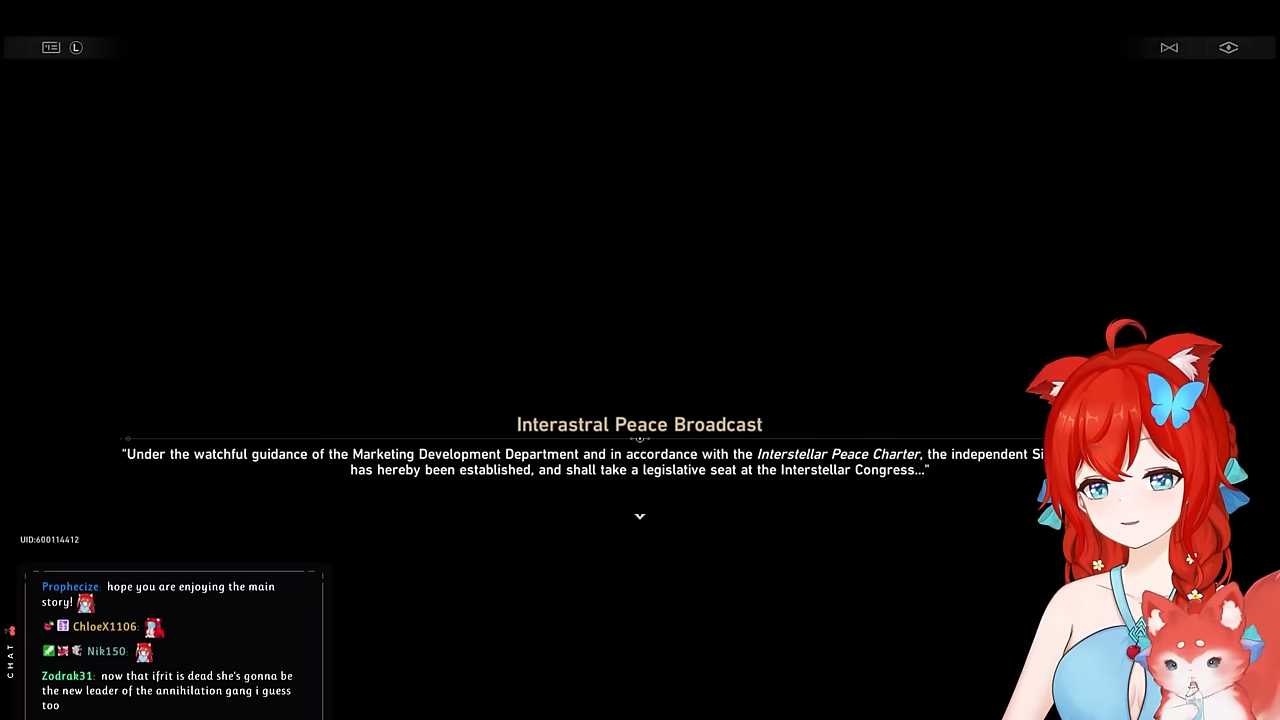 L
Interastral Peace Broadcast
"Under the watchful guidance of the Marketing Development Department and in accordance with the Interstellar Peace Charter, the independent
has hereby been established, and shall take a legislative seat at the Interstellar Congress..."
UID:600114412
Prophecize: hope you are enjoying the main
story!
ChloeX1106:
Nik150:
Zodrak31: now that ifrit is dead she's gonna be
the new leader of the annihilation gang i guess
too
CHAT